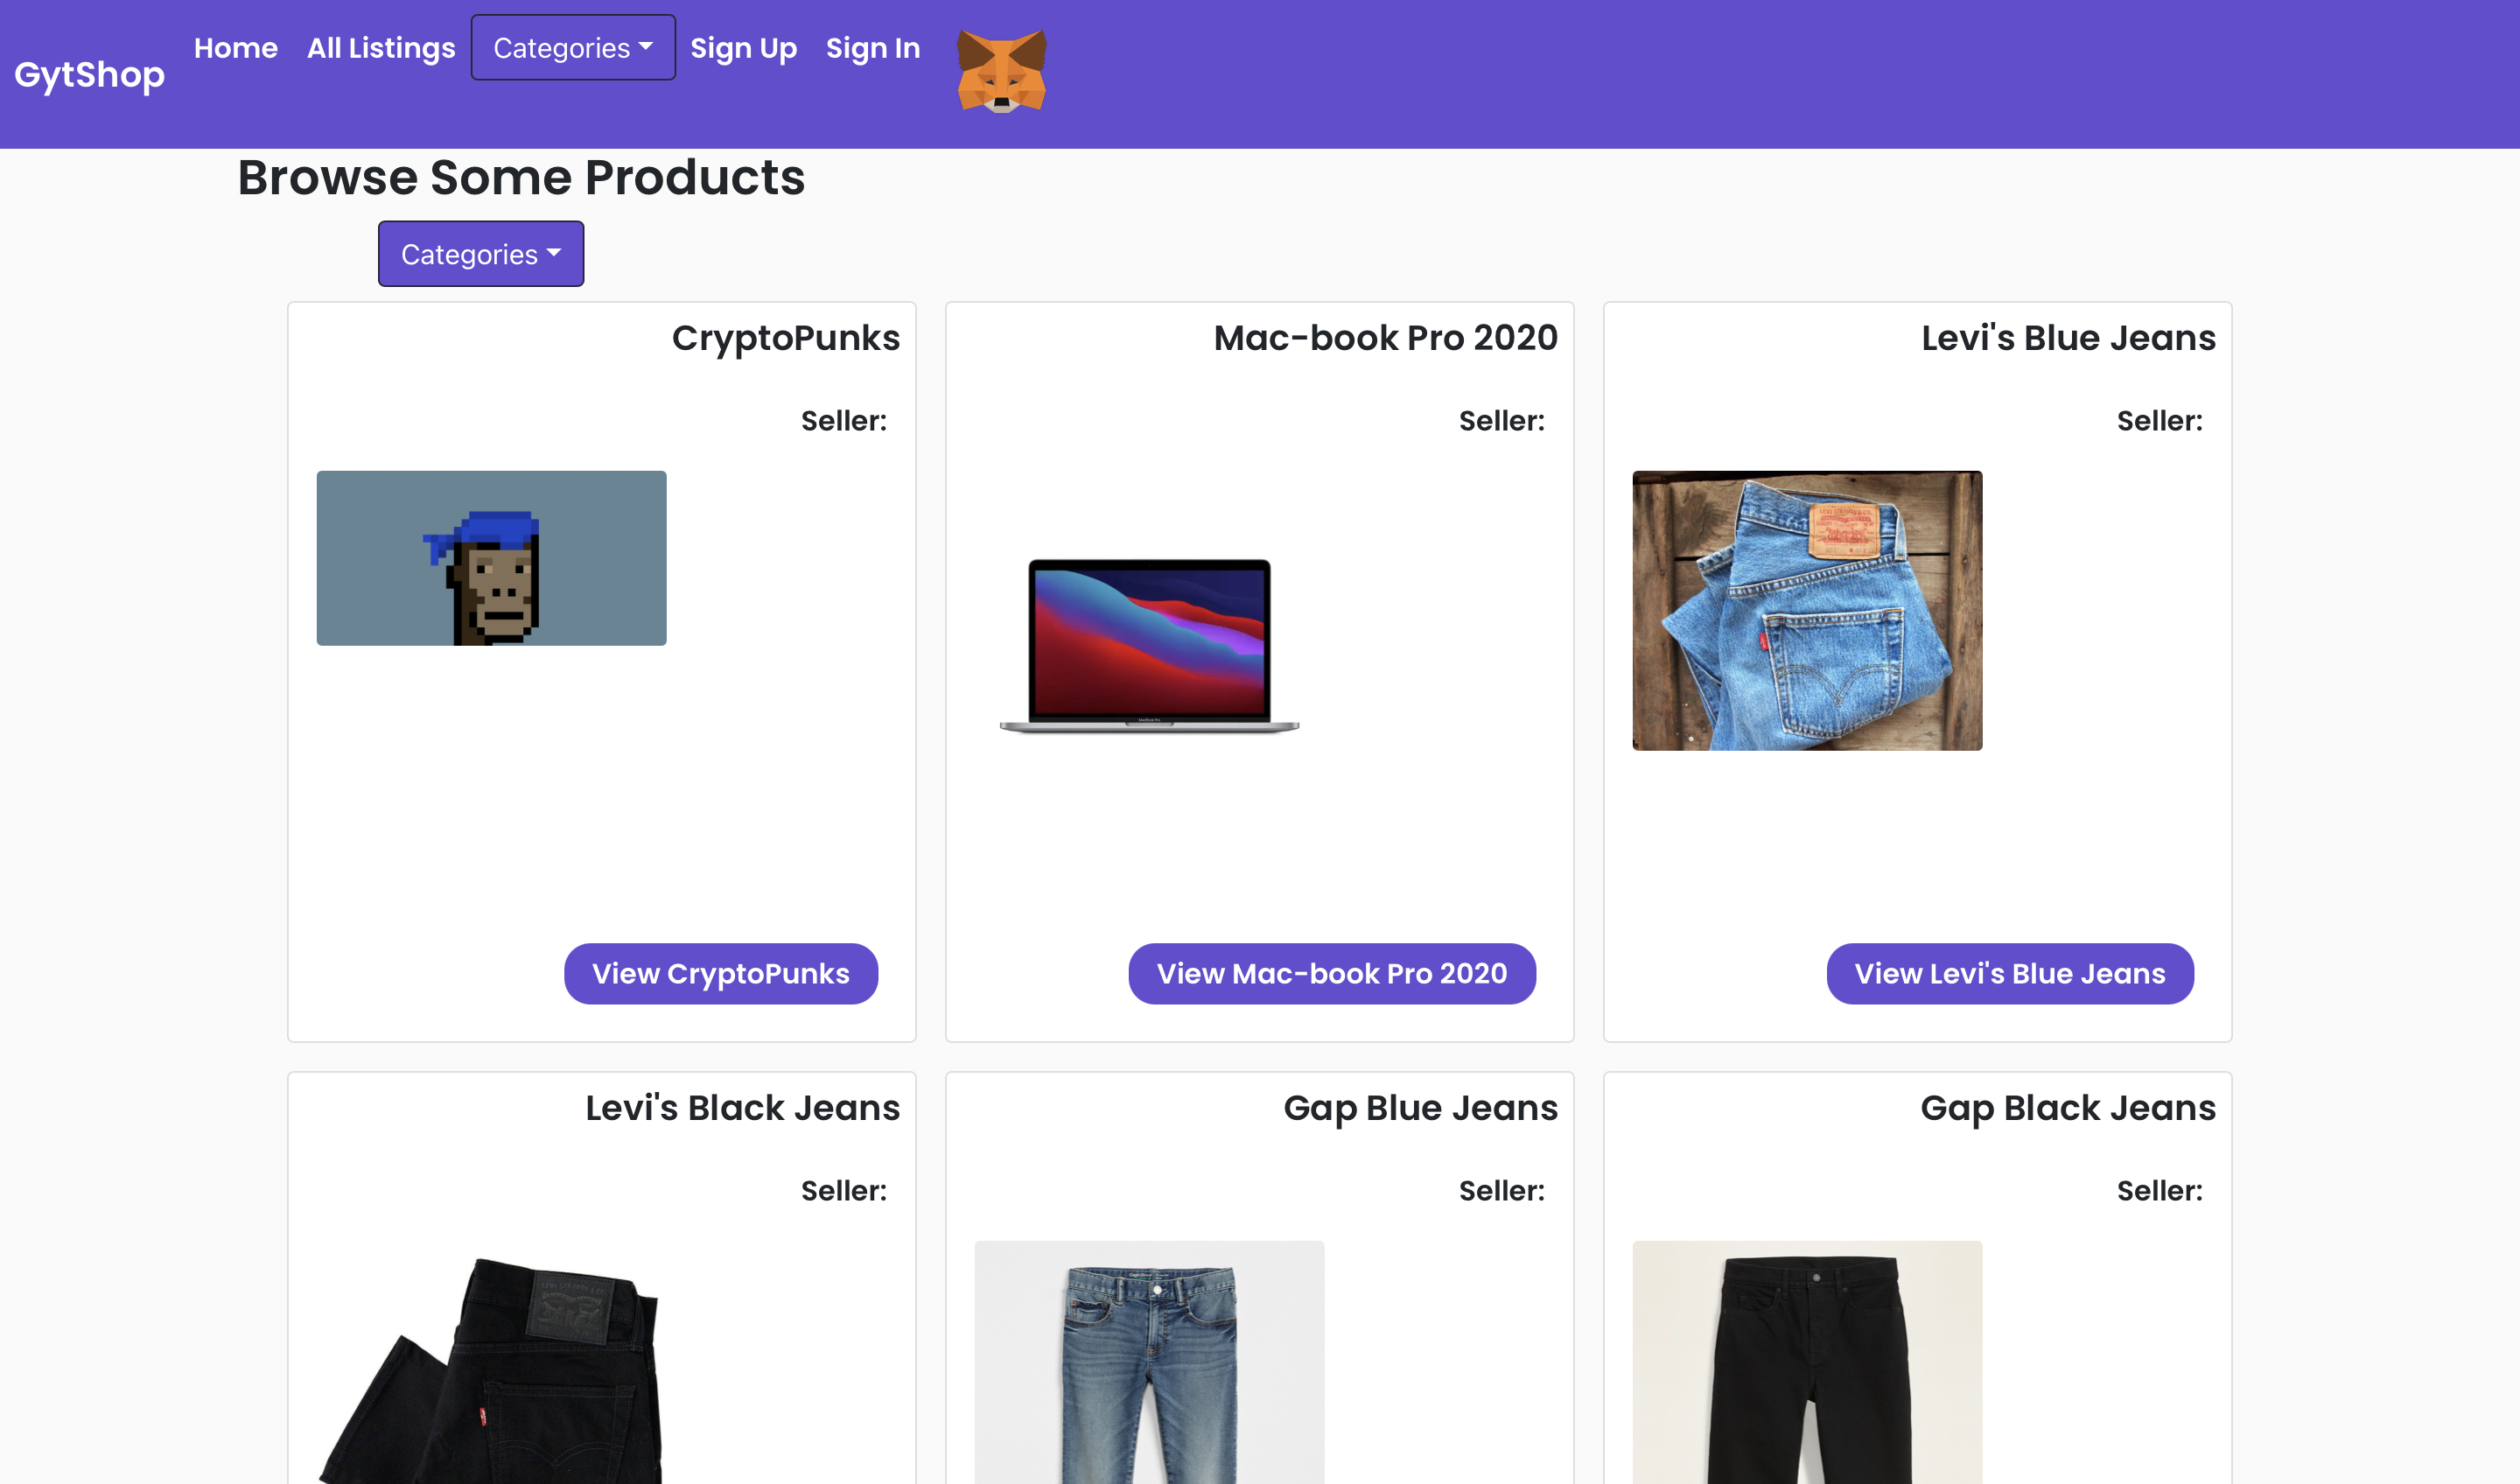 GytShop
Home
All Listings
Categories
Sign Up
Sign In
Browse Some Products
Categories
CryptoPunks
Seller:
View CryptoPunks
Mac-book Pro 2020
Seller:
MacBook Pro
View Mac-book Pro 2020
Levi's Blue Jeans
Seller:
View Levi's Blue Jeans
Levi's Black Jeans
Seller:
Gap Blue Jeans
Seller:
Gap Black Jeans
Seller: